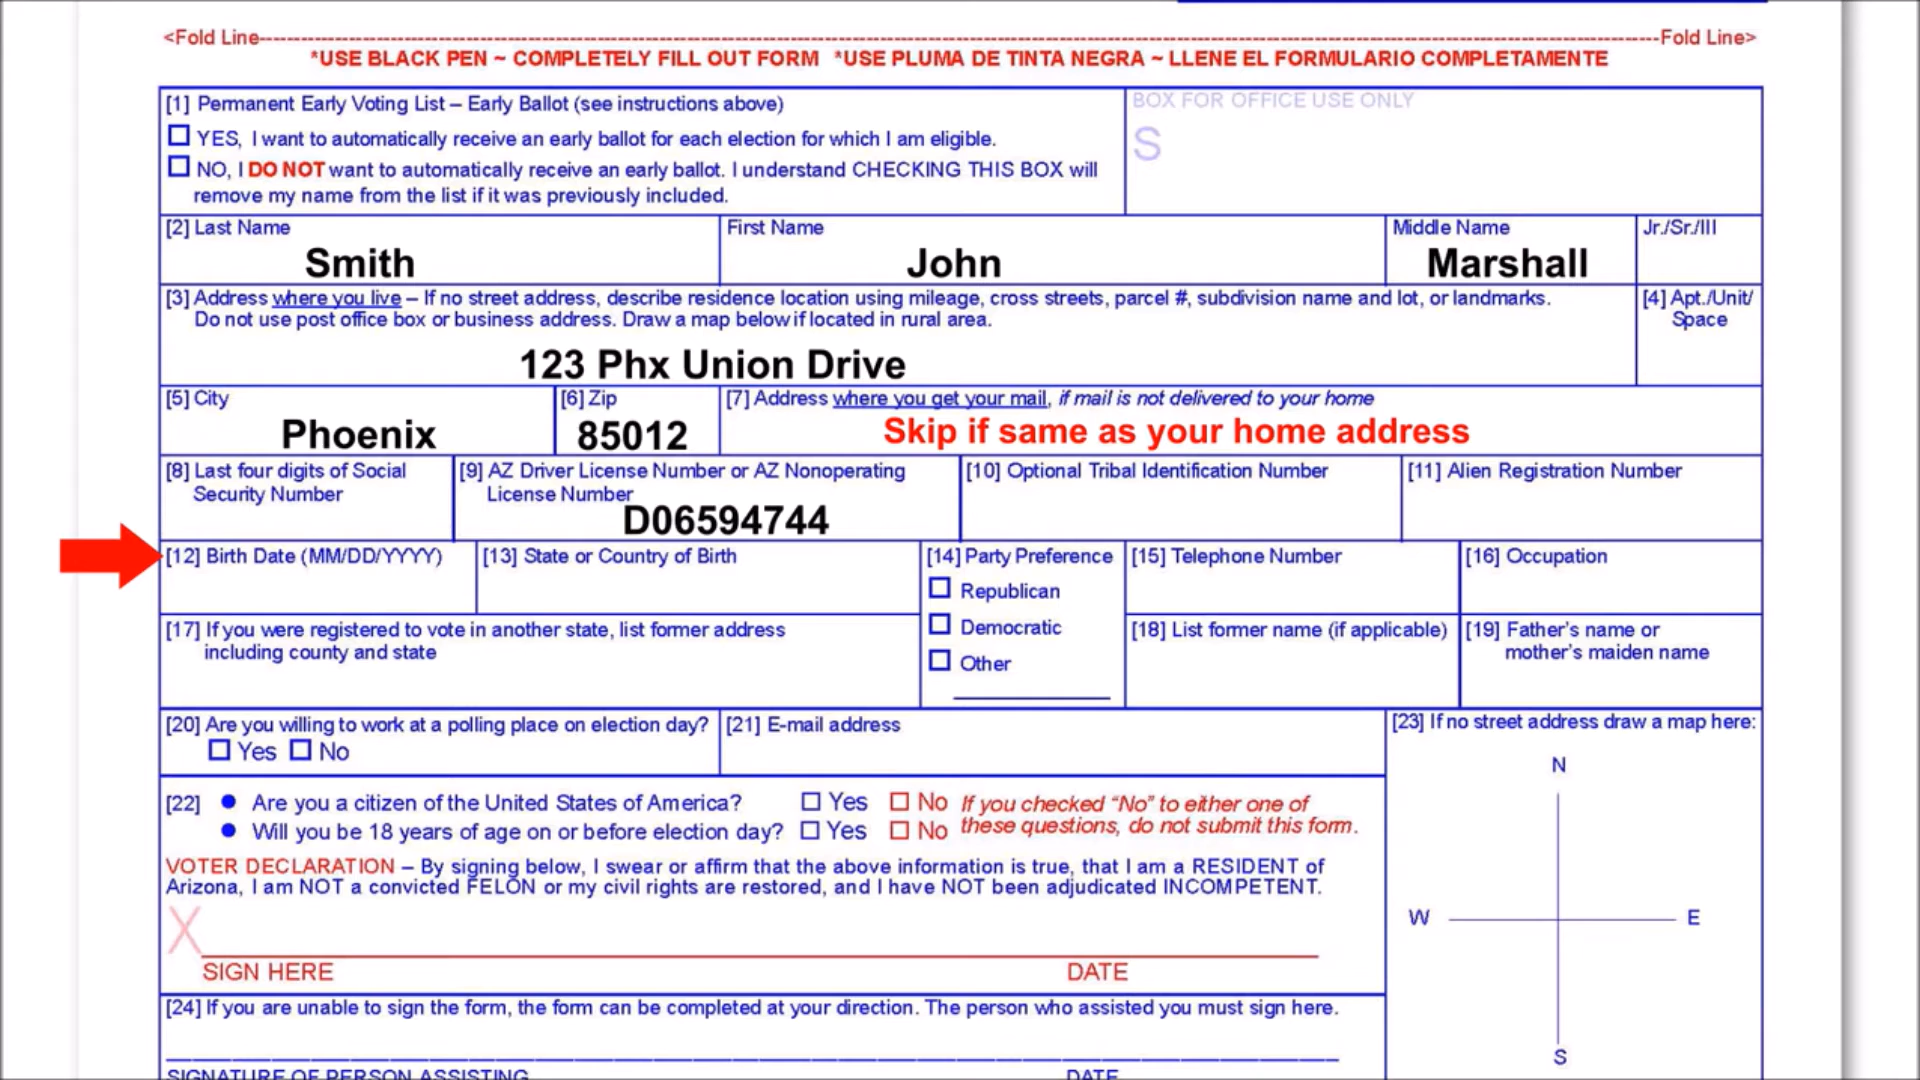 <Fold Line--------------------Fold Line>
*USE BLACK PEN ~ COMPLETELY FILL OUT FORM *USE PLUMA DE TINTA NEGRA ~ LLENE EL FORMULARIO COMPLETAMENTE
[1] Permanent Early Voting List – Early Ballot (see instructions above)
YES, I want to automatically receive an early ballot for each election for which I am eligible.
NO, I DO NOT want to automatically receive an early ballot. I understand CHECKING THIS BOX will
remove my name from the list if it was previously included.
BOX FOR OFFICE USE ONLY
S
[2] Last Name
Smith
First Name
John
Middle Name
Marshall
Jr./Sr./III
[3] Address where you live – If no street address, describe residence location using mileage, cross streets, parcel #, subdivision name and lot, or landmarks.
Do not use post office box or business address. Draw a map below if located in rural area.
123 Phx Union Drive
[4] Apt./Unit/
Space
[5] City
Phoenix
[6] Zip
85012
[7] Address where you get your mail, if mail is not delivered to your home
Skip if same as your home address
[8] Last four digits of Social
Security Number
[9] AZ Driver License Number or AZ Nonoperating
License Number
D06594744
[10] Optional Tribal Identification Number
[11] Alien Registration Number
[12] Birth Date (MM/DD/YYYY)
[13] State or Country of Birth
[14] Party Preference
Republican
Democratic
Other
[15] Telephone Number
[16] Occupation
[17] If you were registered to vote in another state, list former address
including county and state
[18] List former name (if applicable)
[19] Father's name or
mother's maiden name
[20] Are you willing to work at a polling place on election day?
Yes No
[21] E-mail address
[22] ● Are you a citizen of the United States of America? Yes No
● Will you be 18 years of age on or before election day? Yes No
If you checked "No" to either one of
these questions, do not submit this form.
VOTER DECLARATION – By signing below, I swear or affirm that the above information is true, that I am a RESIDENT of
Arizona, I am NOT a convicted FELON or my civil rights are restored, and I have NOT been adjudicated INCOMPETENT.
X
SIGN HERE DATE
[23] If no street address draw a map here:
N
W E
S
[24] If you are unable to sign the form, the form can be completed at your direction. The person who assisted you must sign here.
SIGNATURE OF PERSON ASSISTING DATE